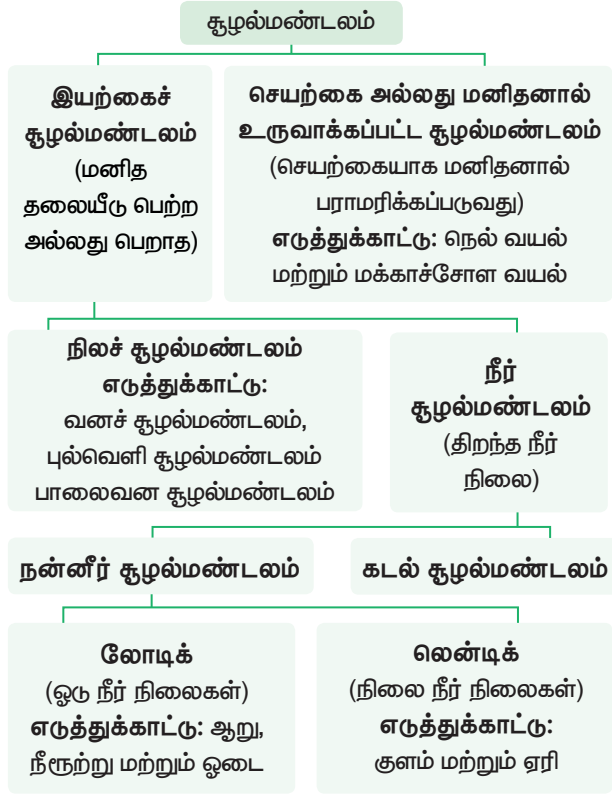 சூழல்மண்டலம்
இயற்கைச்
சூழல்மண்டலம்
(மனித
தலையீடு பெற்ற
அல்லது பெறாத)
செயற்கை அல்லது மனிதனால்
உருவாக்கப்பட்ட சூழல்மண்டலம்
(செயற்கையாக மனிதனால்
பராமரிக்கப்படுவது)
எடுத்துக்காட்டு: நெல் வயல்
மற்றும் மக்காச்சோள வயல்
நிலச் சூழல்மண்டலம்
எடுத்துக்காட்டு:
வனச் சூழல்மண்டலம்,
புல்வெளி சூழல்மண்டலம்
பாலைவன சூழல்மண்டலம்
நீர்
சூழல்மண்டலம்
(திறந்த நீர்
நிலை)
நன்னீர் சூழல்மண்டலம்
கடல் சூழல்மண்டலம்
லோடிக்
(ஓடு நீர் நிலைகள்)
எடுத்துக்காட்டு: ஆறு,
நீரூற்று மற்றும் ஓடை
லென்டிக்
(நிலை நீர் நிலைகள்)
எடுத்துக்காட்டு:
குளம் மற்றும் ஏரி